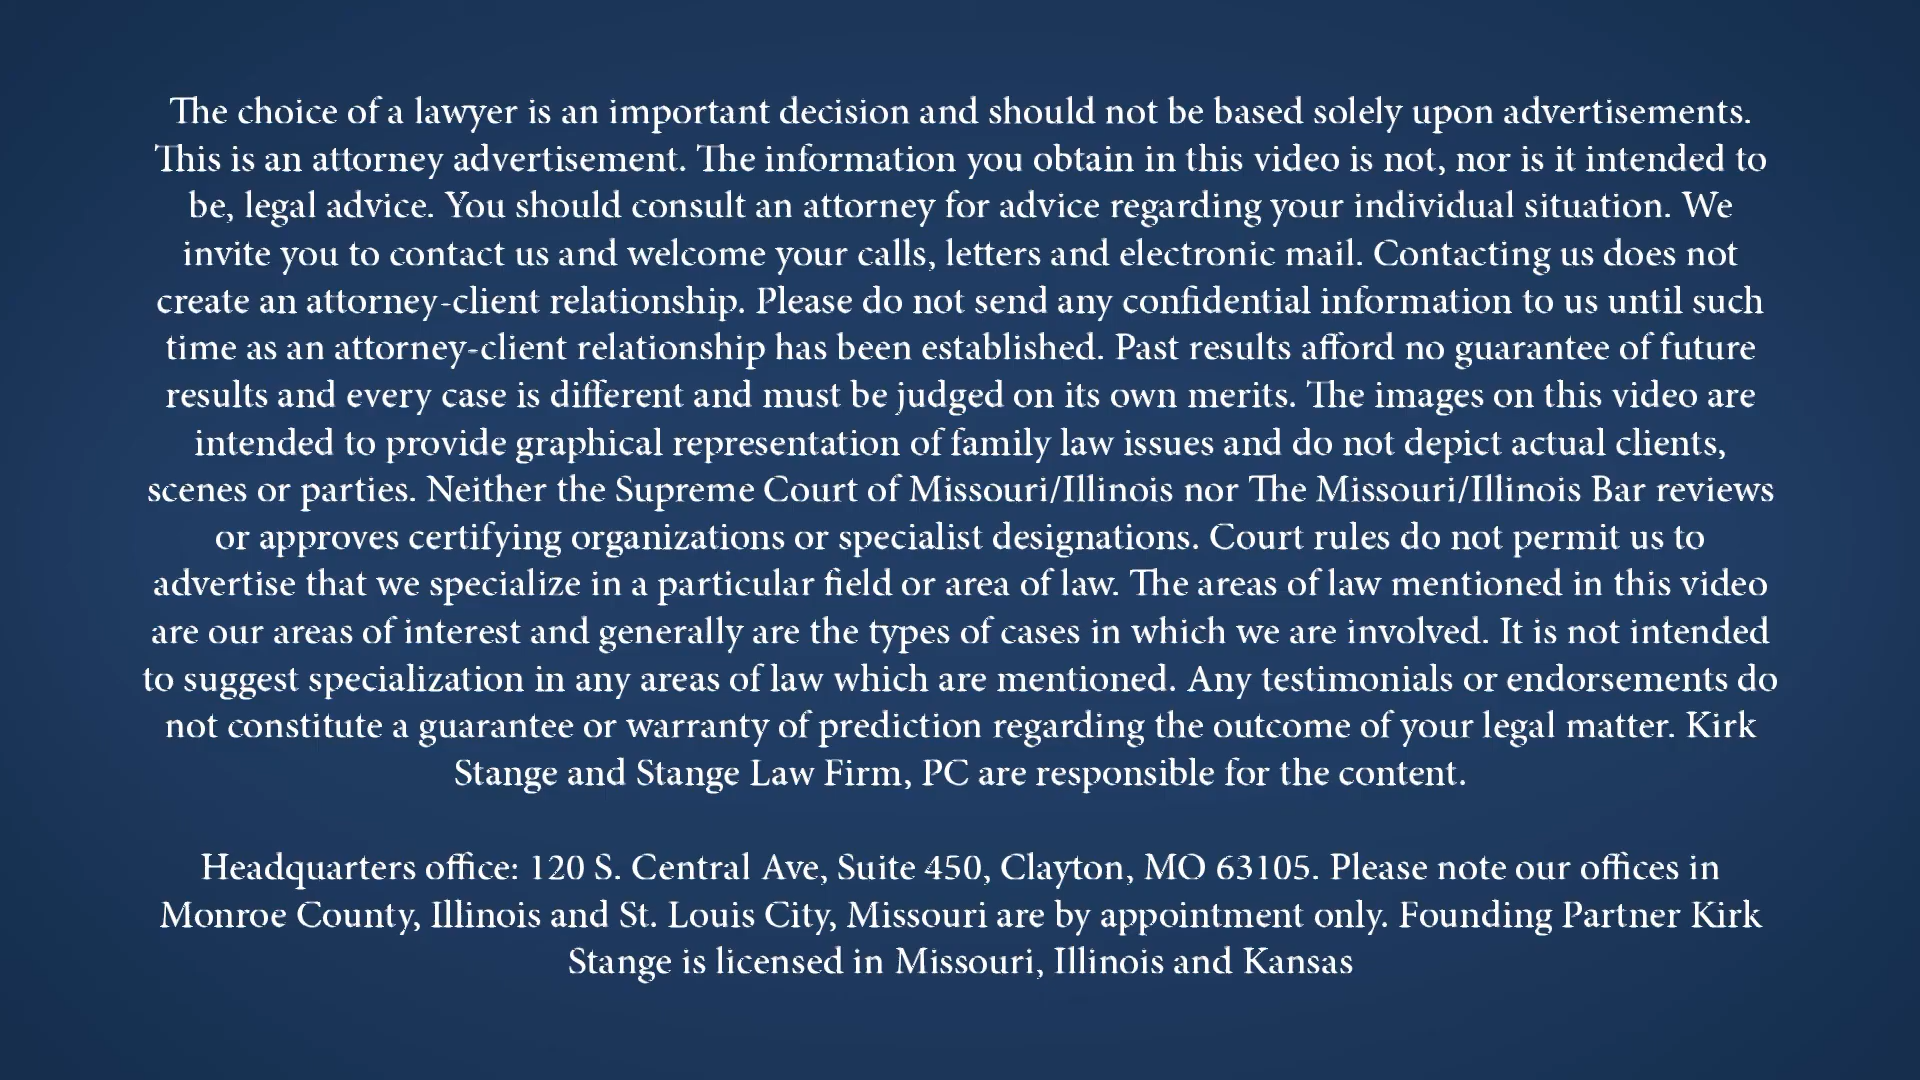 The choice of a lawyer is an important decision and should not be based solely upon advertisements.
This is an attorney advertisement. The information you obtain in this video is not, nor is it intended to
be, legal advice. You should consult an attorney for advice regarding your individual situation. We
invite you to contact us and welcome your calls, letters and electronic mail. Contacting us does not
create an attorney-client relationship. Please do not send any confidential information to us until such
time as an attorney-client relationship has been established. Past results afford no guarantee of future
results and every case is different and must be judged on its own merits. The images on this video are
intended to provide graphical representation of family law issues and do not depict actual clients,
scenes or parties. Neither the Supreme Court of Missouri/Illinois nor The Missouri/Illinois Bar reviews
or approves certifying organizations or specialist designations. Court rules do not permit us to
advertise that we specialize in a particular field or area of law. The areas of law mentioned in this video
are our areas of interest and generally are the types of cases in which we are involved. It is not intended
to suggest specialization in any areas of law which are mentioned. Any testimonials or endorsements do
not constitute a guarantee or warranty of prediction regarding the outcome of your legal matter. Kirk
Stange and Stange Law Firm, PC are responsible for the content.
Headquarters office: 120 S. Central Ave, Suite 450, Clayton, MO 63105. Please note our offices in
Monroe County, Illinois and St. Louis City, Missouri are by appointment only. Founding Partner Kirk
Stange is licensed in Missouri, Illinois and Kansas